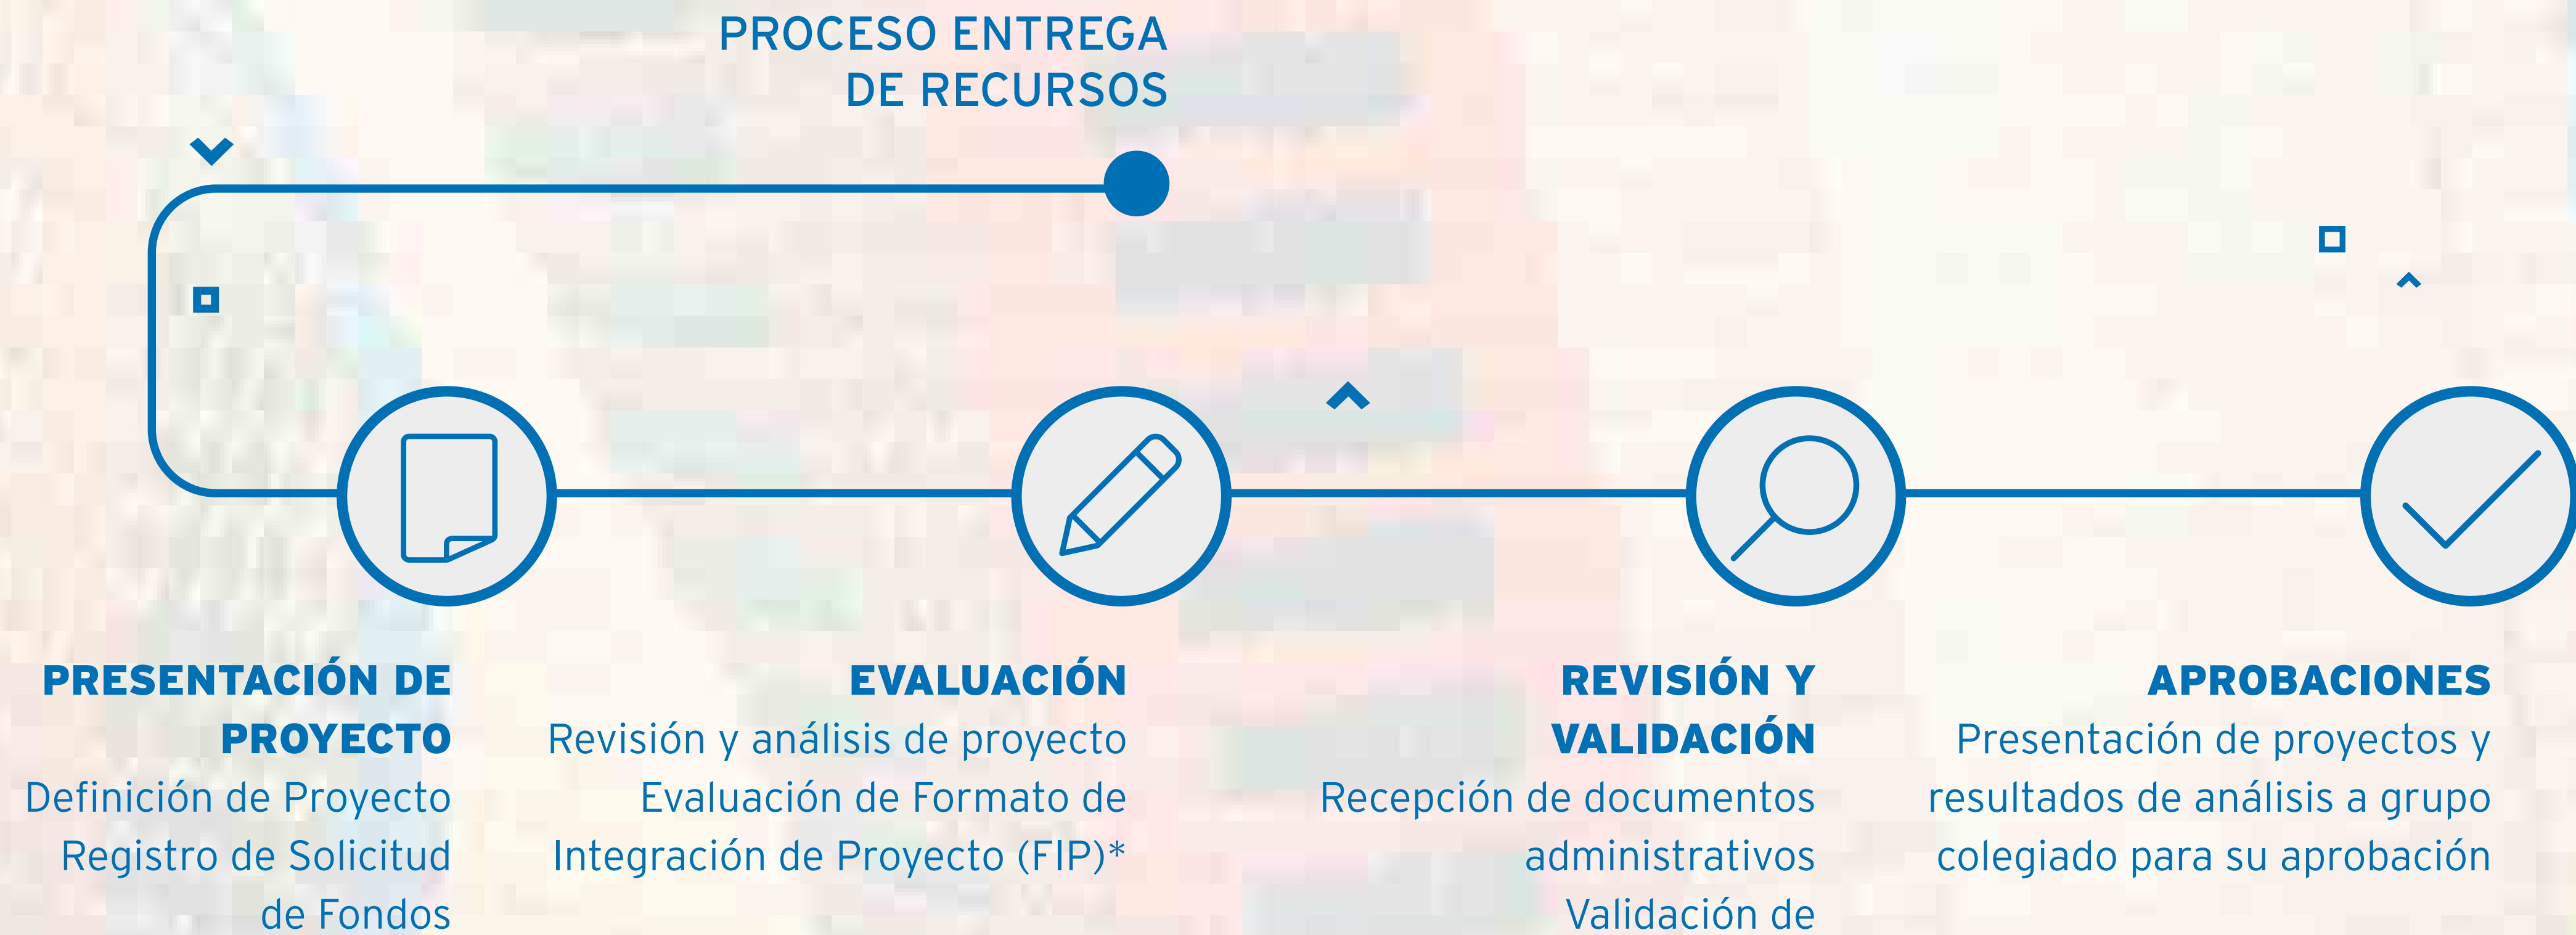 PROCESO ENTREGA
DE RECURSOS
PRESENTACIÓN DE
PROYECTO
Definición de Proyecto
Registro de Solicitud
de Fondos
EVALUACIÓN
Revisión y análisis de proyecto
Evaluación de Formato de
Integración de Proyecto (FIP)*
REVISIÓN Y
VALIDACIÓN
Recepción de documentos
administrativos
Validación de
APROBACIONES
Presentación de proyectos y
resultados de análisis a grupo
colegiado para su aprobación